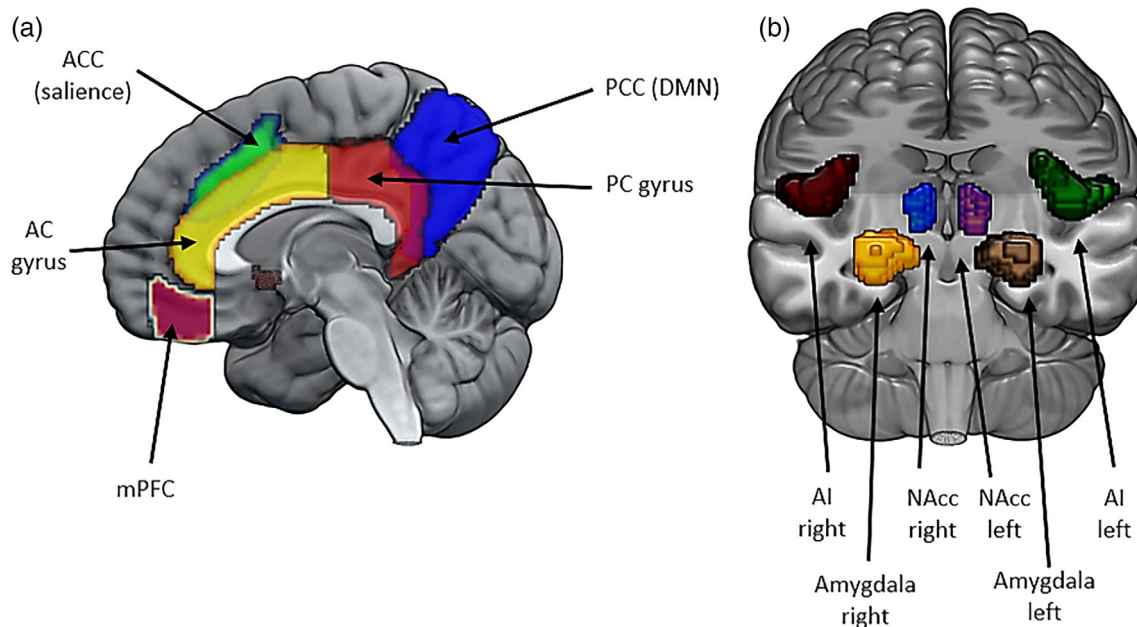 (a)
ACC
(salience)
PCC (DMN)
PC gyrus
AC
gyrus
mPFC
(b)
AI
right
NAcc
right
NAcc
left
AI
left
Amygdala
right
Amygdala
left